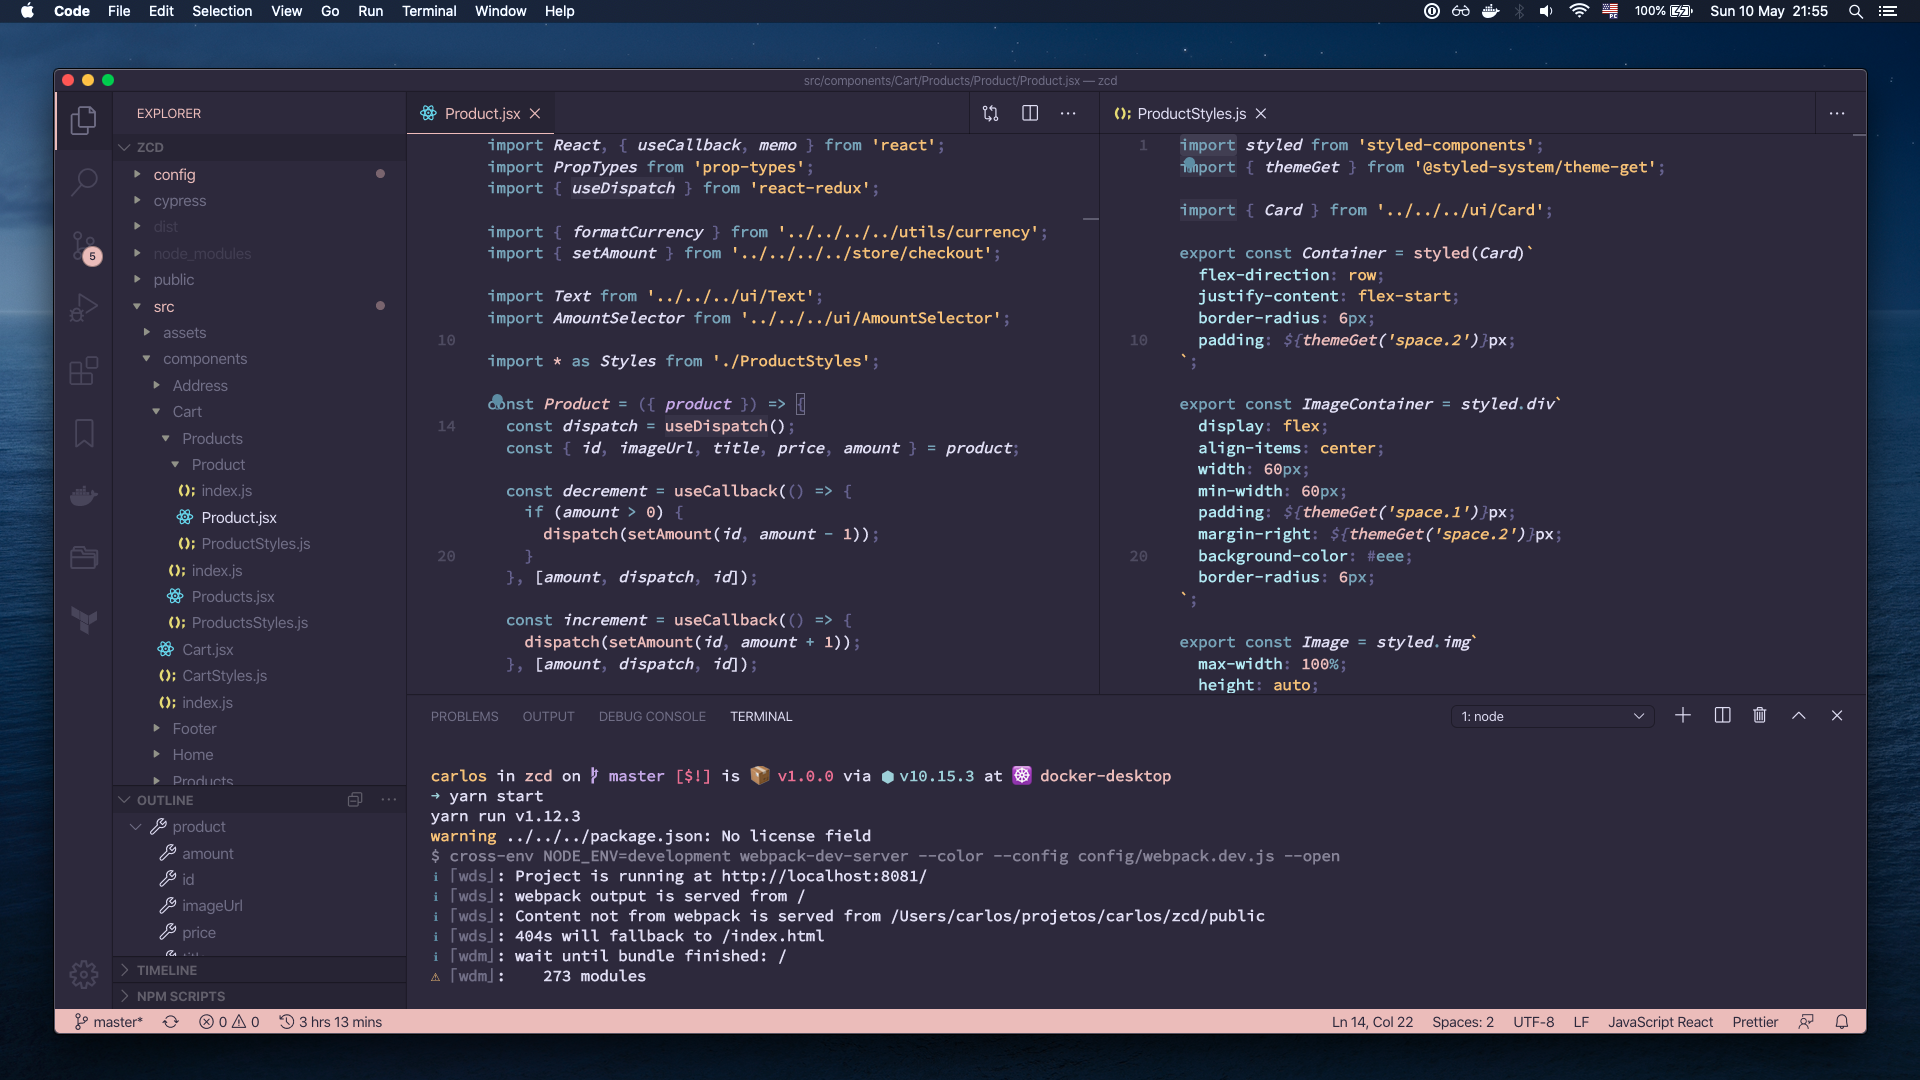 Code File Edit Selection View Go Run Terminal Window Help
100% Sun 10 May 21:55
src/components/Cart/Products/Product/Product.jsx — zcd
EXPLORER
ZCD
config
cypress
dist
node_modules
public
src
assets
components
Address
Cart
Products
Product
index.js
Product.jsx
ProductStyles.js
index.js
Products.jsx
ProductsStyles.js
Cart.jsx
CartStyles.js
index.js
Footer
Home
Products
5
OUTLINE
product
amount
id
imageUrl
price
TIMELINE
NPM SCRIPTS
Product.jsx
import React, { useCallback, memo } from 'react';
import PropTypes from 'prop-types';
import { useDispatch } from 'react-redux';
import { formatCurrency } from '../../../../utils/currency';
import { setAmount } from '../../../../store/checkout';
import Text from '../../../ui/Text';
import AmountSelector from '../../../ui/AmountSelector';
10
import * as Styles from './ProductStyles';
const Product = ({ product }) => {
14 const dispatch = useDispatch();
const { id, imageUrl, title, price, amount } = product;
const decrement = useCallback(() => {
if (amount > 0) {
dispatch(setAmount(id, amount - 1));
20 }
}, [amount, dispatch, id]);
const increment = useCallback(() => {
dispatch(setAmount(id, amount + 1));
}, [amount, dispatch, id]);
ProductStyles.js
1 import styled from 'styled-components';
import { themeGet } from '@styled-system/theme-get';
import { Card } from '../../../ui/Card';
export const Container = styled(Card)`
flex-direction: row;
justify-content: flex-start;
border-radius: 6px;
10 padding: ${themeGet('space.2')}px;
`;
export const ImageContainer = styled.div`
display: flex;
align-items: center;
width: 60px;
min-width: 60px;
padding: ${themeGet('space.1')}px;
margin-right: ${themeGet('space.2')}px;
20 background-color: #eee;
border-radius: 6px;
`;
export const Image = styled.img`
max-width: 100%;
height: auto;
PROBLEMS OUTPUT DEBUG CONSOLE TERMINAL 1: node
carlos in zcd on master [$!] is 📦 v1.0.0 via ⬢ v10.15.3 at ☸ docker-desktop
➜ yarn start
yarn run v1.12.3
warning ../../../package.json: No license field
$ cross-env NODE_ENV=development webpack-dev-server --color --config config/webpack.dev.js --open
ℹ ｢wds｣: Project is running at http://localhost:8081/
ℹ ｢wds｣: webpack output is served from /
ℹ ｢wds｣: Content not from webpack is served from /Users/carlos/projetos/carlos/zcd/public
ℹ ｢wds｣: 404s will fallback to /index.html
ℹ ｢wdm｣: wait until bundle finished: /
⚠ ｢wdm｣: 273 modules
master* 0 0 3 hrs 13 mins Ln 14, Col 22 Spaces: 2 UTF-8 LF JavaScript React Prettier